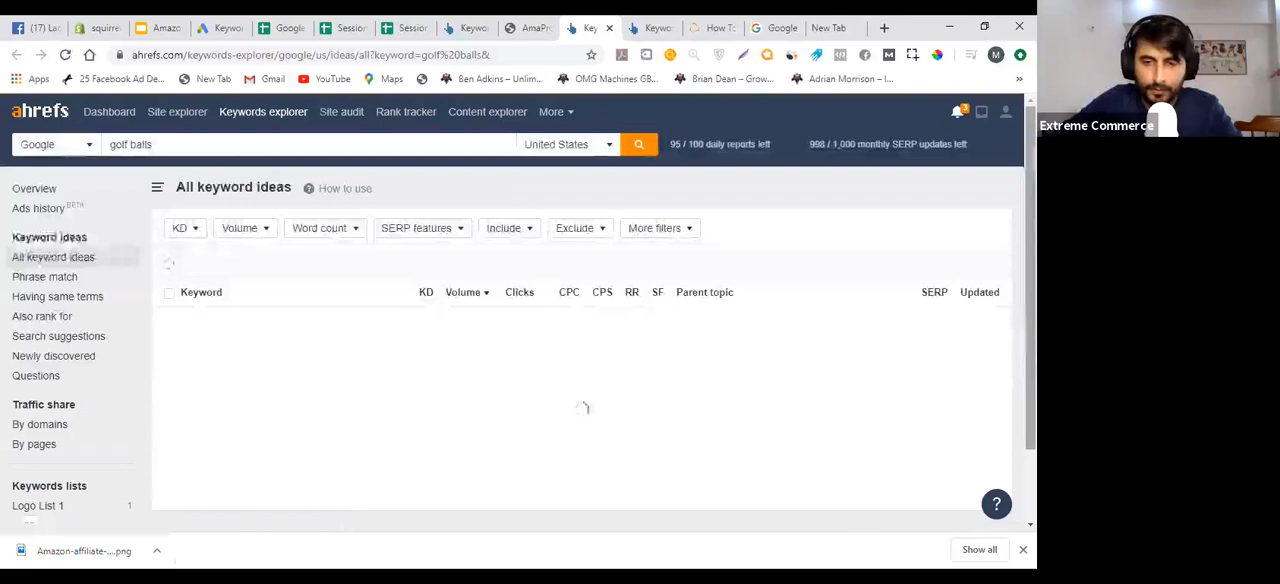 (17) Lac
squirre
Amazo
Keywor
Google
Session
Session
Keywo
AmaPro
Key
Keywo
How To
Google
New Tab
ahrefs.com/keywords-explorer/google/us/ideas/all?keyword=golf%20balls&
M
Apps
25 Facebook Ad De...
New Tab
Gmail
YouTube
Maps
Ben Adkins – Unlim...
OMG Machines GB...
Brian Dean – Grow...
Adrian Morrison – I...
»
ahrefs
Dashboard
Site explorer
Keywords explorer
Site audit
Rank tracker
Content explorer
More
Google
golf balls
United States
95 / 100 daily reports left
998 / 1,000 monthly SERP updates left
Overview
Ads history BETA
Keyword ideas
All keyword ideas
Phrase match
Having same terms
Also rank for
Search suggestions
Newly discovered
Questions
Traffic share
By domains
By pages
Keywords lists
Logo List 1 1
All keyword ideas
How to use
KD
Volume
Word count
SERP features
Include
Exclude
More filters
Keyword
KD
Volume
Clicks
CPC
CPS
RR
SF
Parent topic
SERP
Updated
?
Amazon-affiliate-....png
Show all
Extreme Commerce